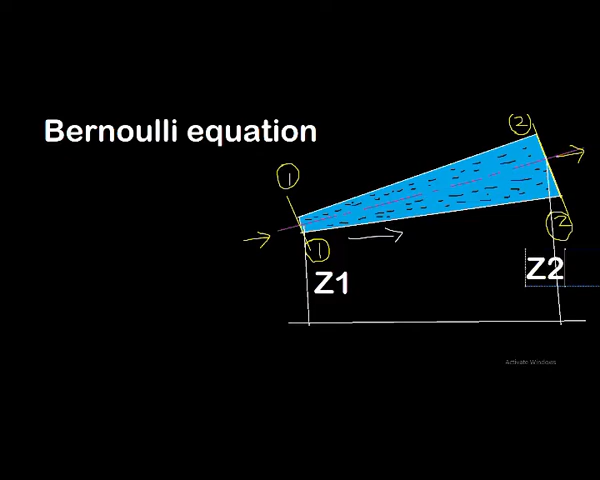 ②
Bernoulli equation
①
②
①
Z2
Z1
Activate Windows